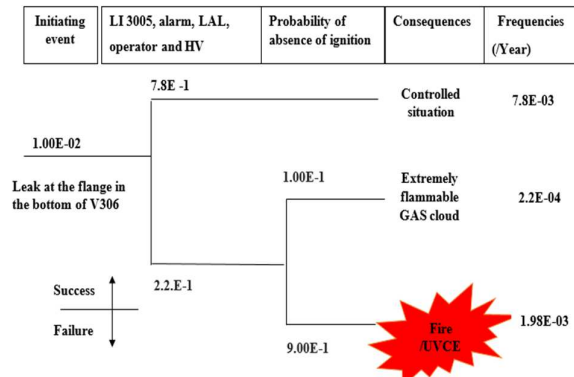 Initiating event
LI 3005, alarm, LAL, operator and HV
Probability of absence of ignition
Consequences
Frequencies (/Year)
7.8E -1
Controlled situation
7.8E-03
1.00E-02
Leak at the flange in the bottom of V306
1.00E-1
Extremely flammable GAS cloud
2.2E-04
2.2.E-1
Success
Failure
9.00E-1
Fire /UVCE
1.98E-03